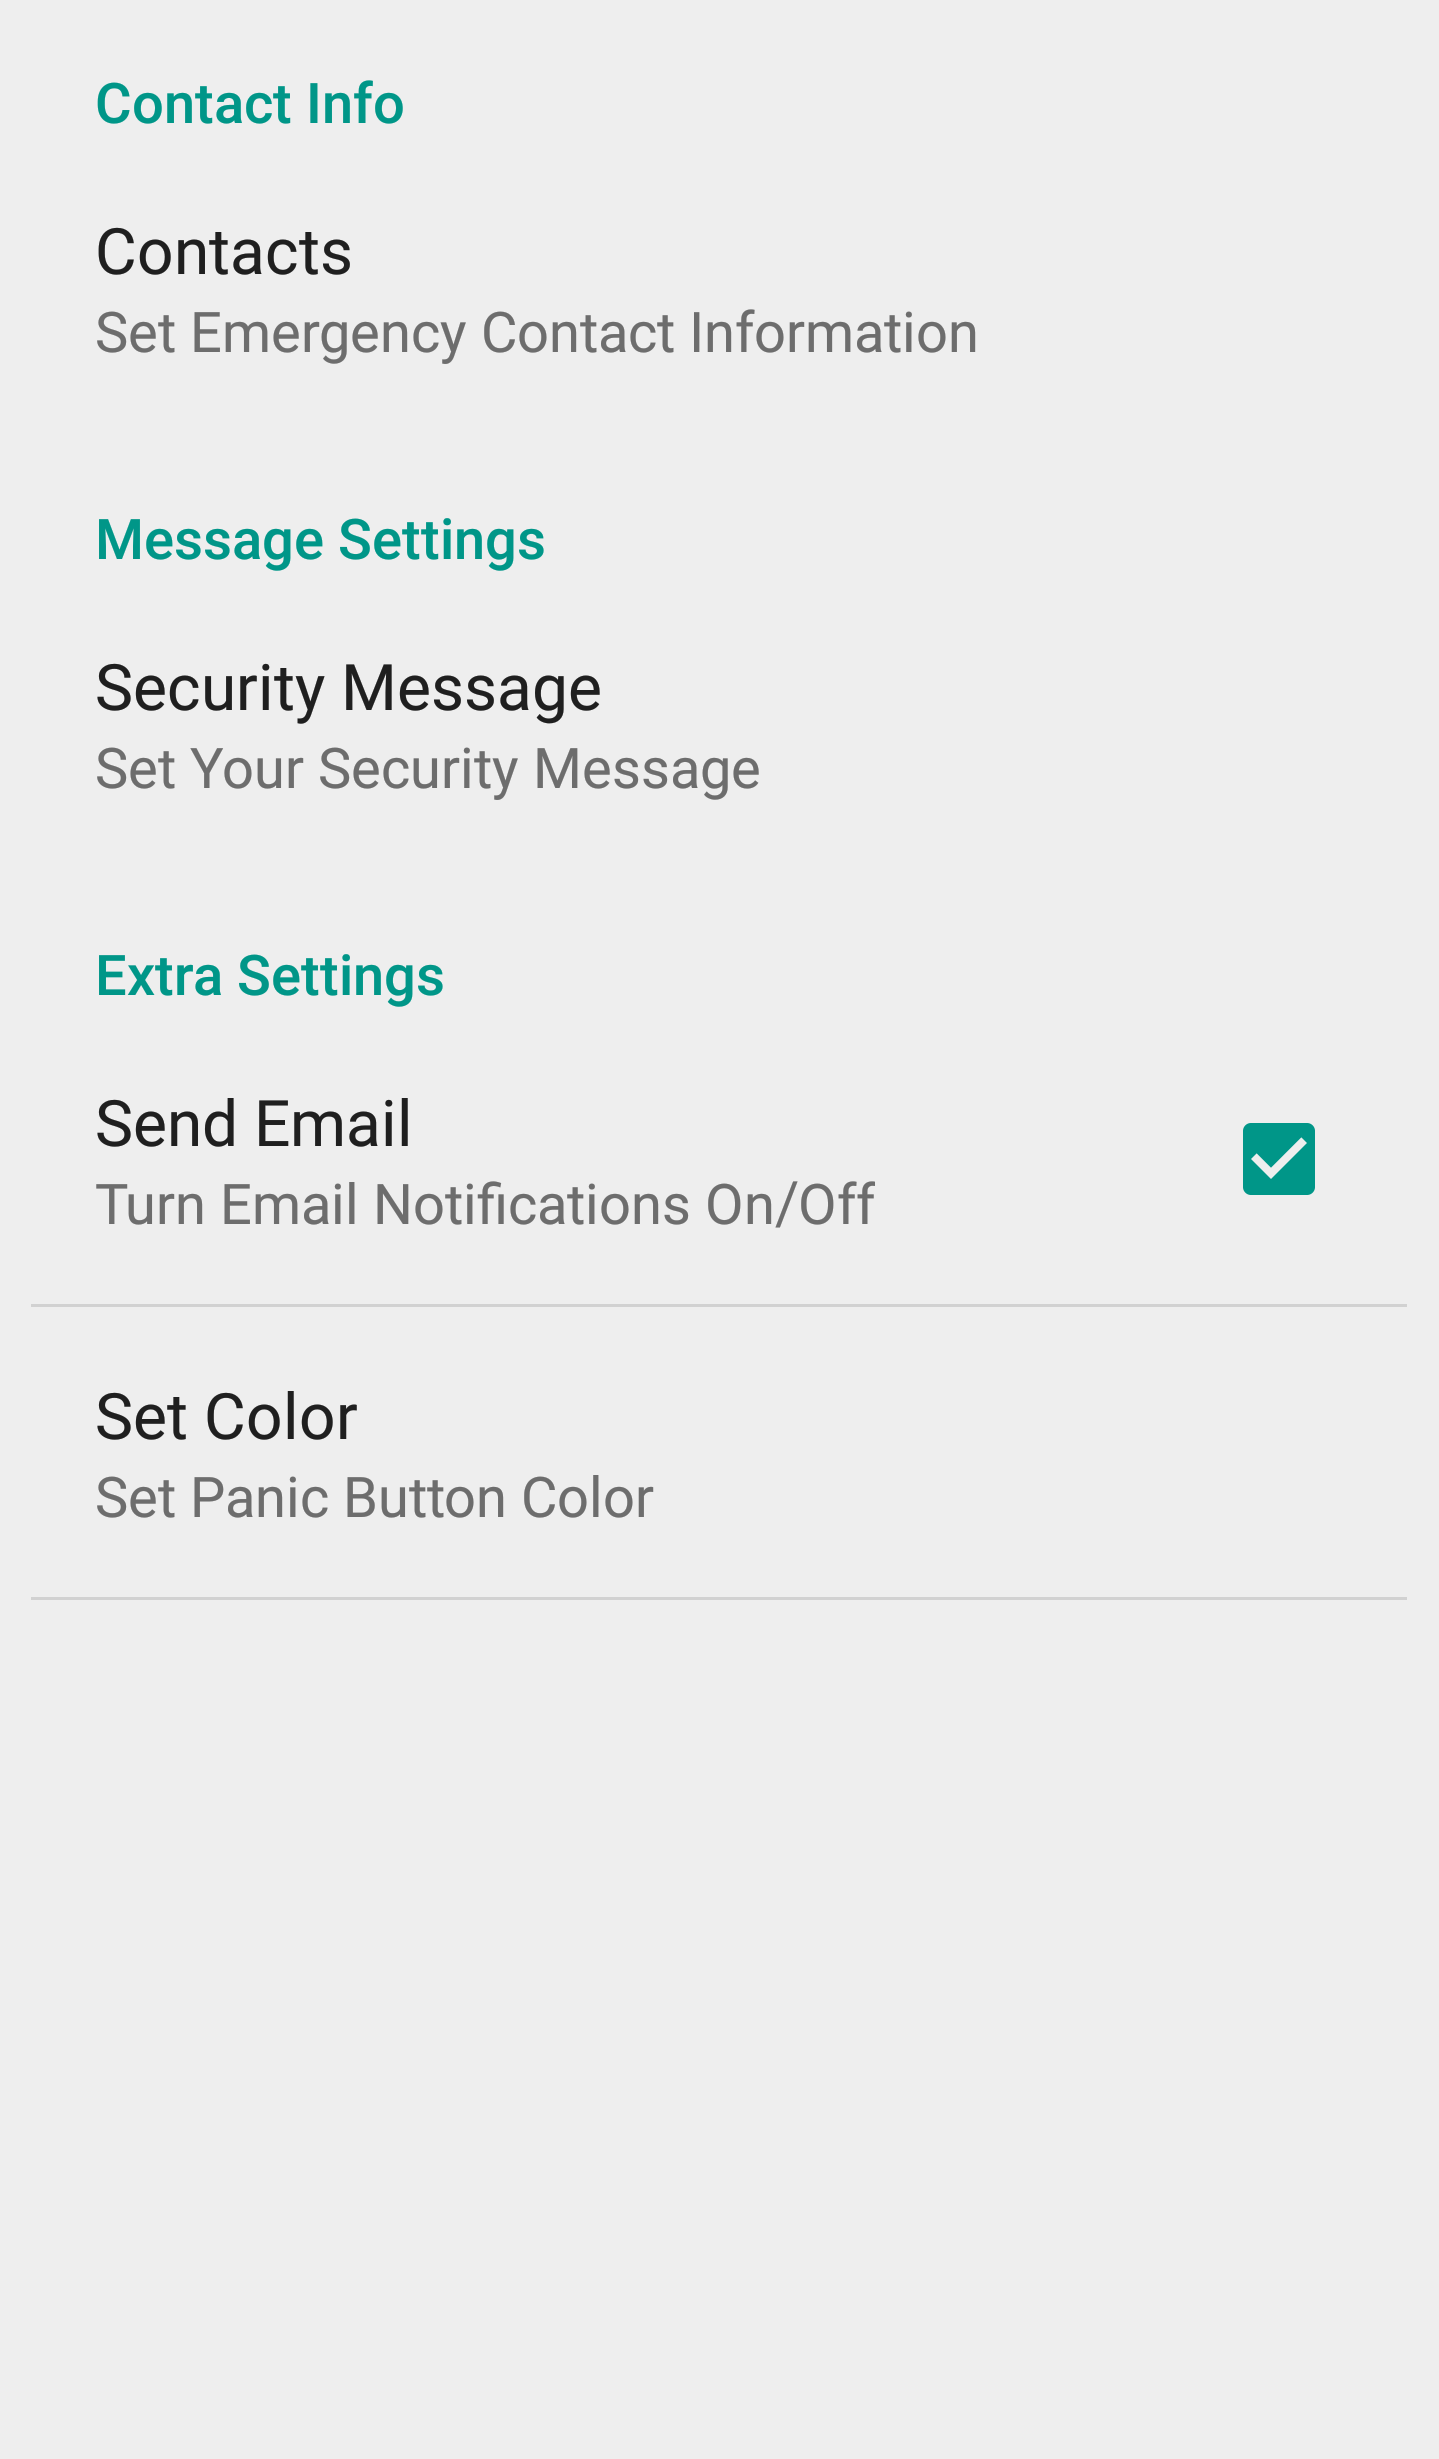 Contact Info
Contacts
Set Emergency Contact Information
Message Settings
Security Message
Set Your Security Message
Extra Settings
Send Email
Turn Email Notifications On/Off
Set Color
Set Panic Button Color